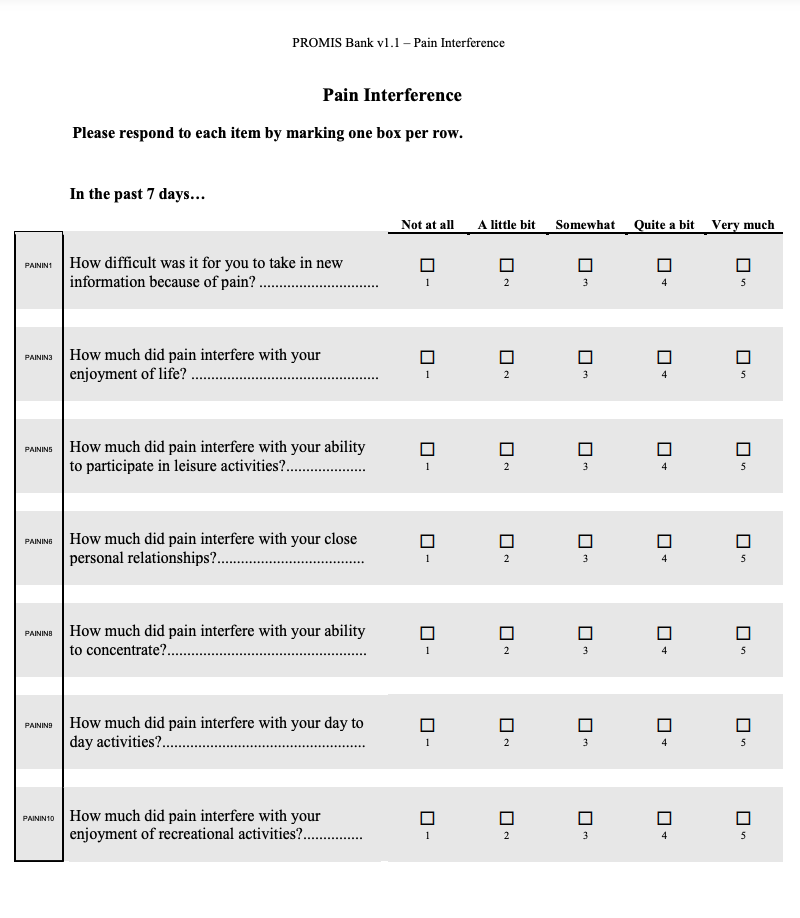 PROMIS Bank v1.1 – Pain Interference
Pain Interference
Please respond to each item by marking one box per row.
In the past 7 days…
Not at all A little bit Somewhat Quite a bit Very much
PAININ1 How difficult was it for you to take in new
information because of pain? ............................
1 2 3 4 5
PAININ3 How much did pain interfere with your
enjoyment of life? ............................................
1 2 3 4 5
PAININ5 How much did pain interfere with your ability
to participate in leisure activities?...................
1 2 3 4 5
PAININ6 How much did pain interfere with your close
personal relationships?...................................
1 2 3 4 5
PAININ8 How much did pain interfere with your ability
to concentrate?...............................................
1 2 3 4 5
PAININ9 How much did pain interfere with your day to
day activities?................................................
1 2 3 4 5
PAININ10 How much did pain interfere with your
enjoyment of recreational activities?..............
1 2 3 4 5